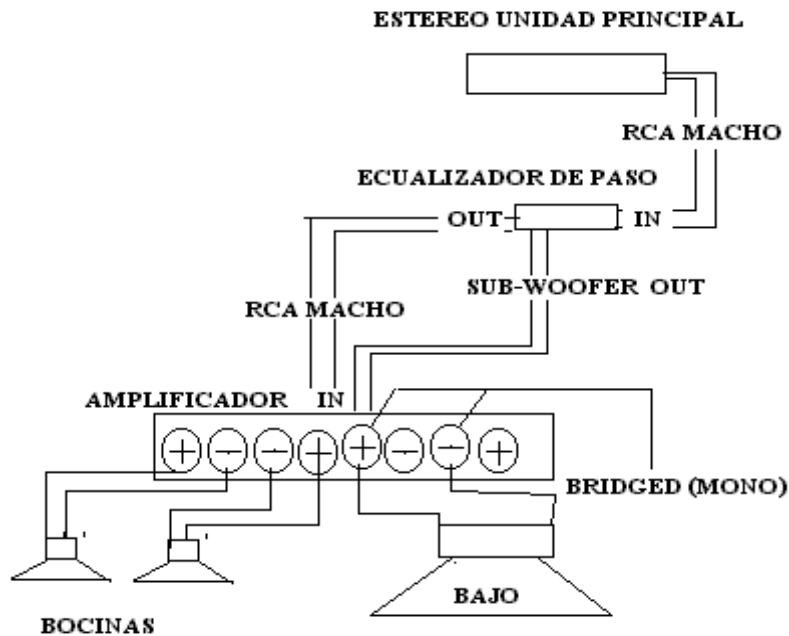 ESTEREO UNIDAD PRINCIPAL
RCA MACHO
ECUALIZADOR DE PASO
OUT
IN
SUB-WOOFER OUT
RCA MACHO
AMPLIFICADOR IN
+ - - + + - - +
BRIDGED (MONO)
BAJO
BOCINAS